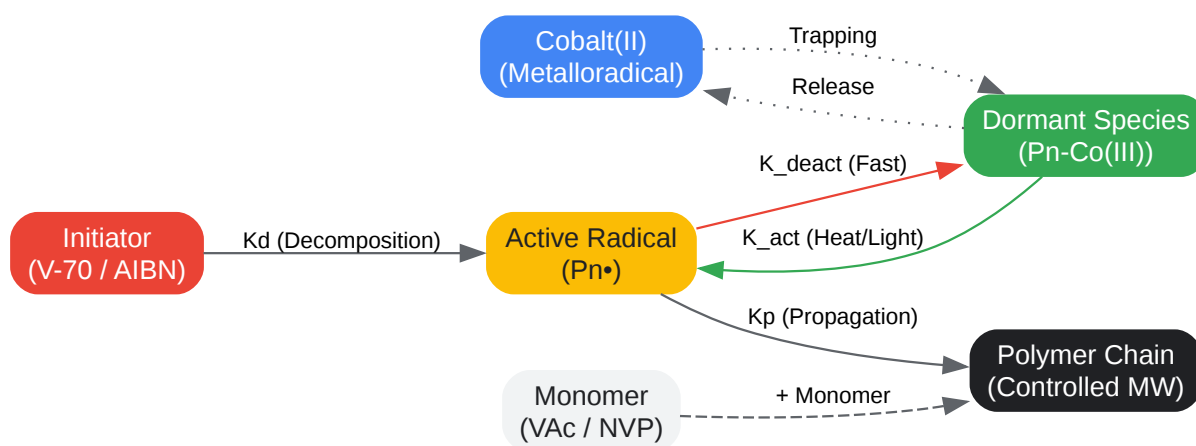 Cobalt(II)
(Metalloradical)
Trapping
Release
Dormant Species
(Pn-Co(III))
K_deact (Fast)
Initiator
(V-70 / AIBN)
Kd (Decomposition)
Active Radical
(Pn•)
K_act (Heat/Light)
Kp (Propagation)
Polymer Chain
(Controlled MW)
Monomer
(VAc / NVP)
+ Monomer